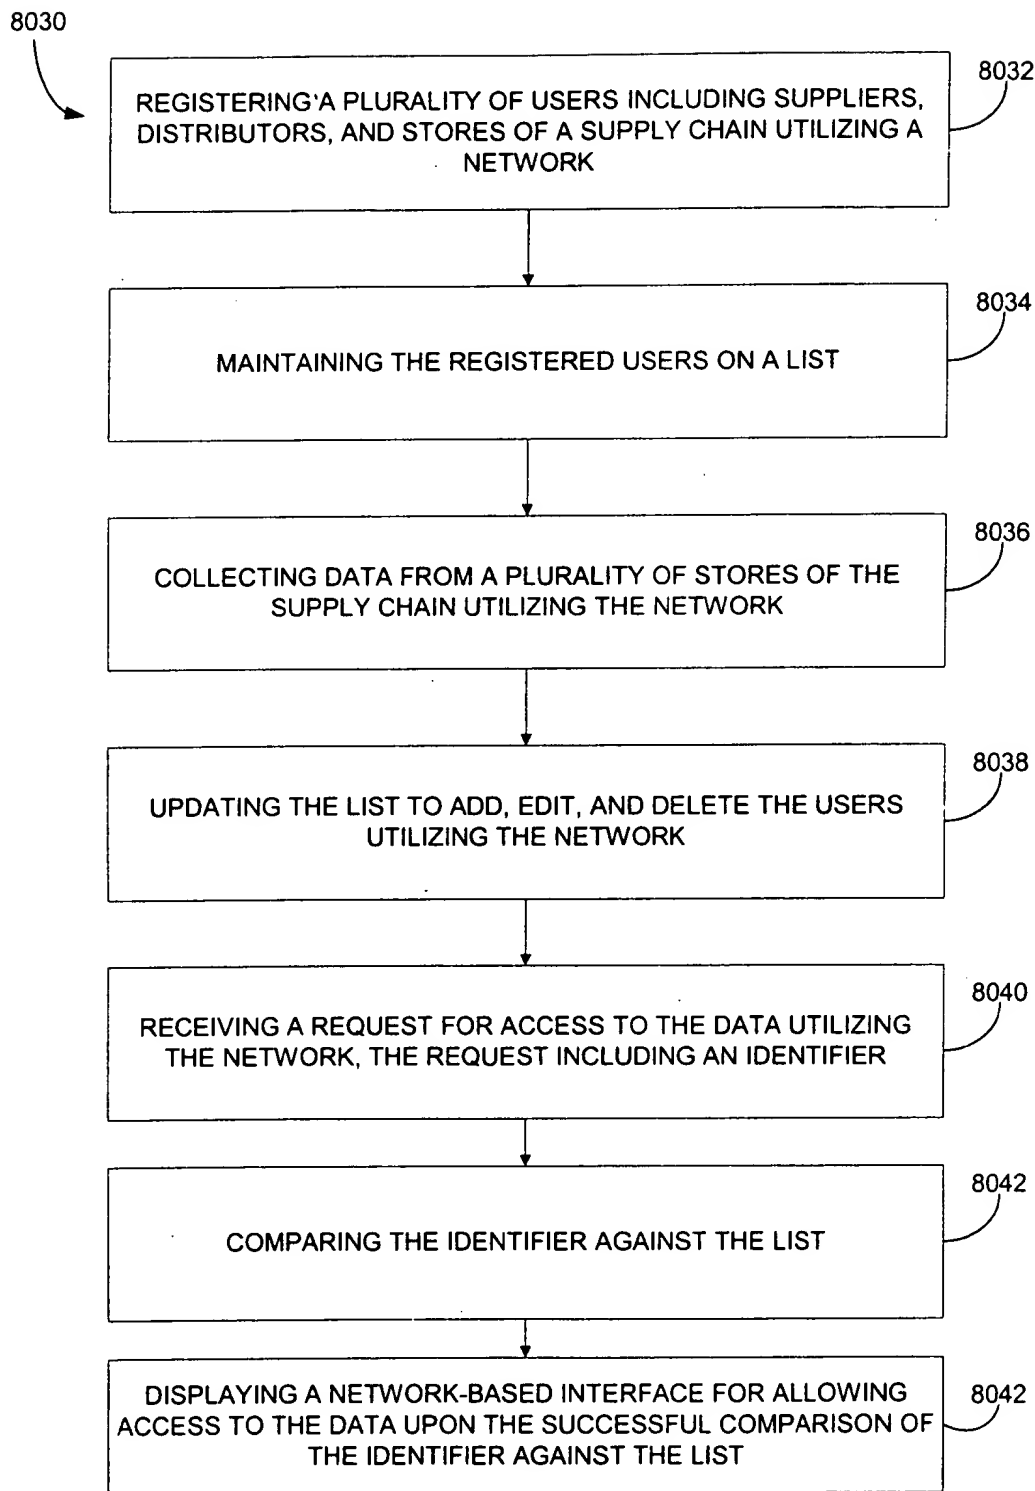 8030
8032
REGISTERING A PLURALITY OF USERS INCLUDING SUPPLIERS,
DISTRIBUTORS, AND STORES OF A SUPPLY CHAIN UTILIZING A
NETWORK
8034
MAINTAINING THE REGISTERED USERS ON A LIST
8036
COLLECTING DATA FROM A PLURALITY OF STORES OF THE
SUPPLY CHAIN UTILIZING THE NETWORK
8038
UPDATING THE LIST TO ADD, EDIT, AND DELETE THE USERS
UTILIZING THE NETWORK
8040
RECEIVING A REQUEST FOR ACCESS TO THE DATA UTILIZING
THE NETWORK, THE REQUEST INCLUDING AN IDENTIFIER
8042
COMPARING THE IDENTIFIER AGAINST THE LIST
8042
DISPLAYING A NETWORK-BASED INTERFACE FOR ALLOWING
ACCESS TO THE DATA UPON THE SUCCESSFUL COMPARISON OF
THE IDENTIFIER AGAINST THE LIST